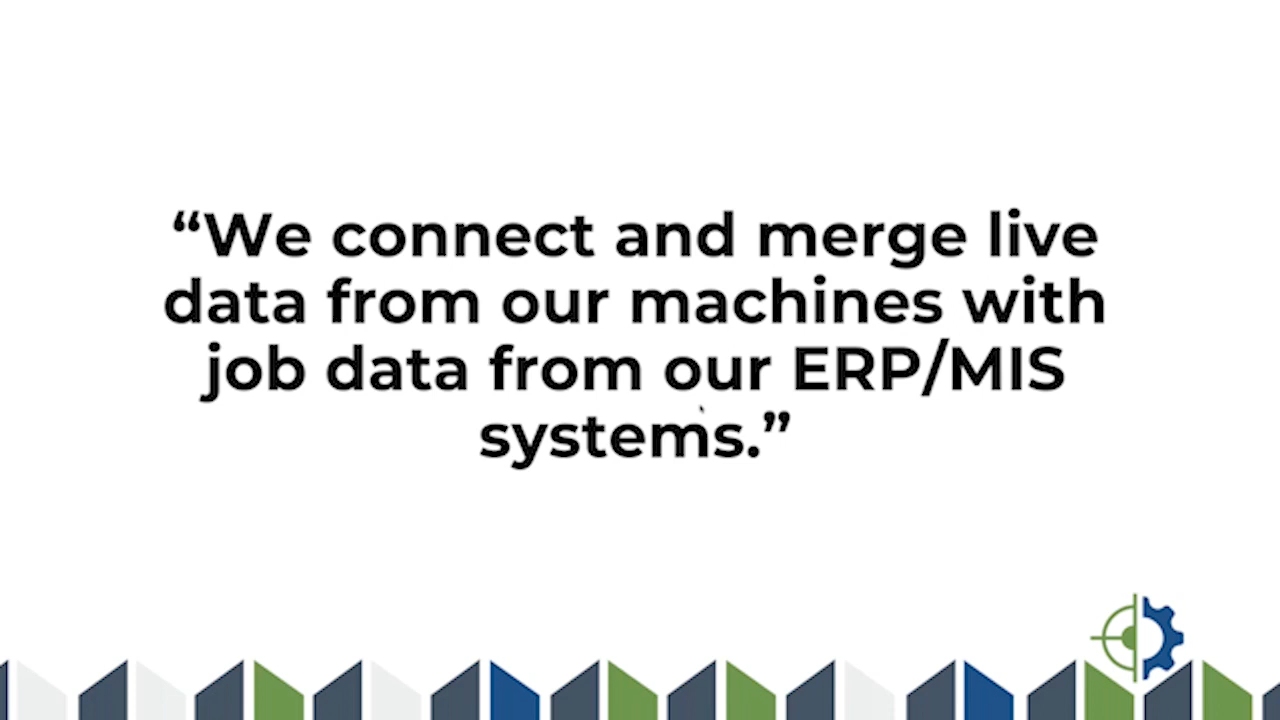 “We connect and merge live
data from our machines with
job data from our ERP/MIS
systems.”